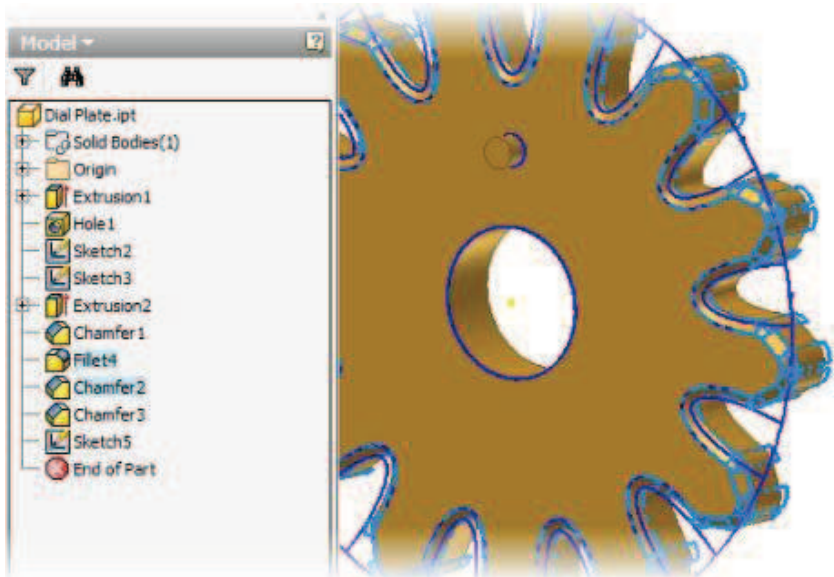 Model
?
Dial Plate.ipt
Solid Bodies(1)
Origin
Extrusion1
Hole1
Sketch2
Sketch3
Extrusion2
Chamfer1
Fillet4
Chamfer2
Chamfer3
Sketch5
End of Part